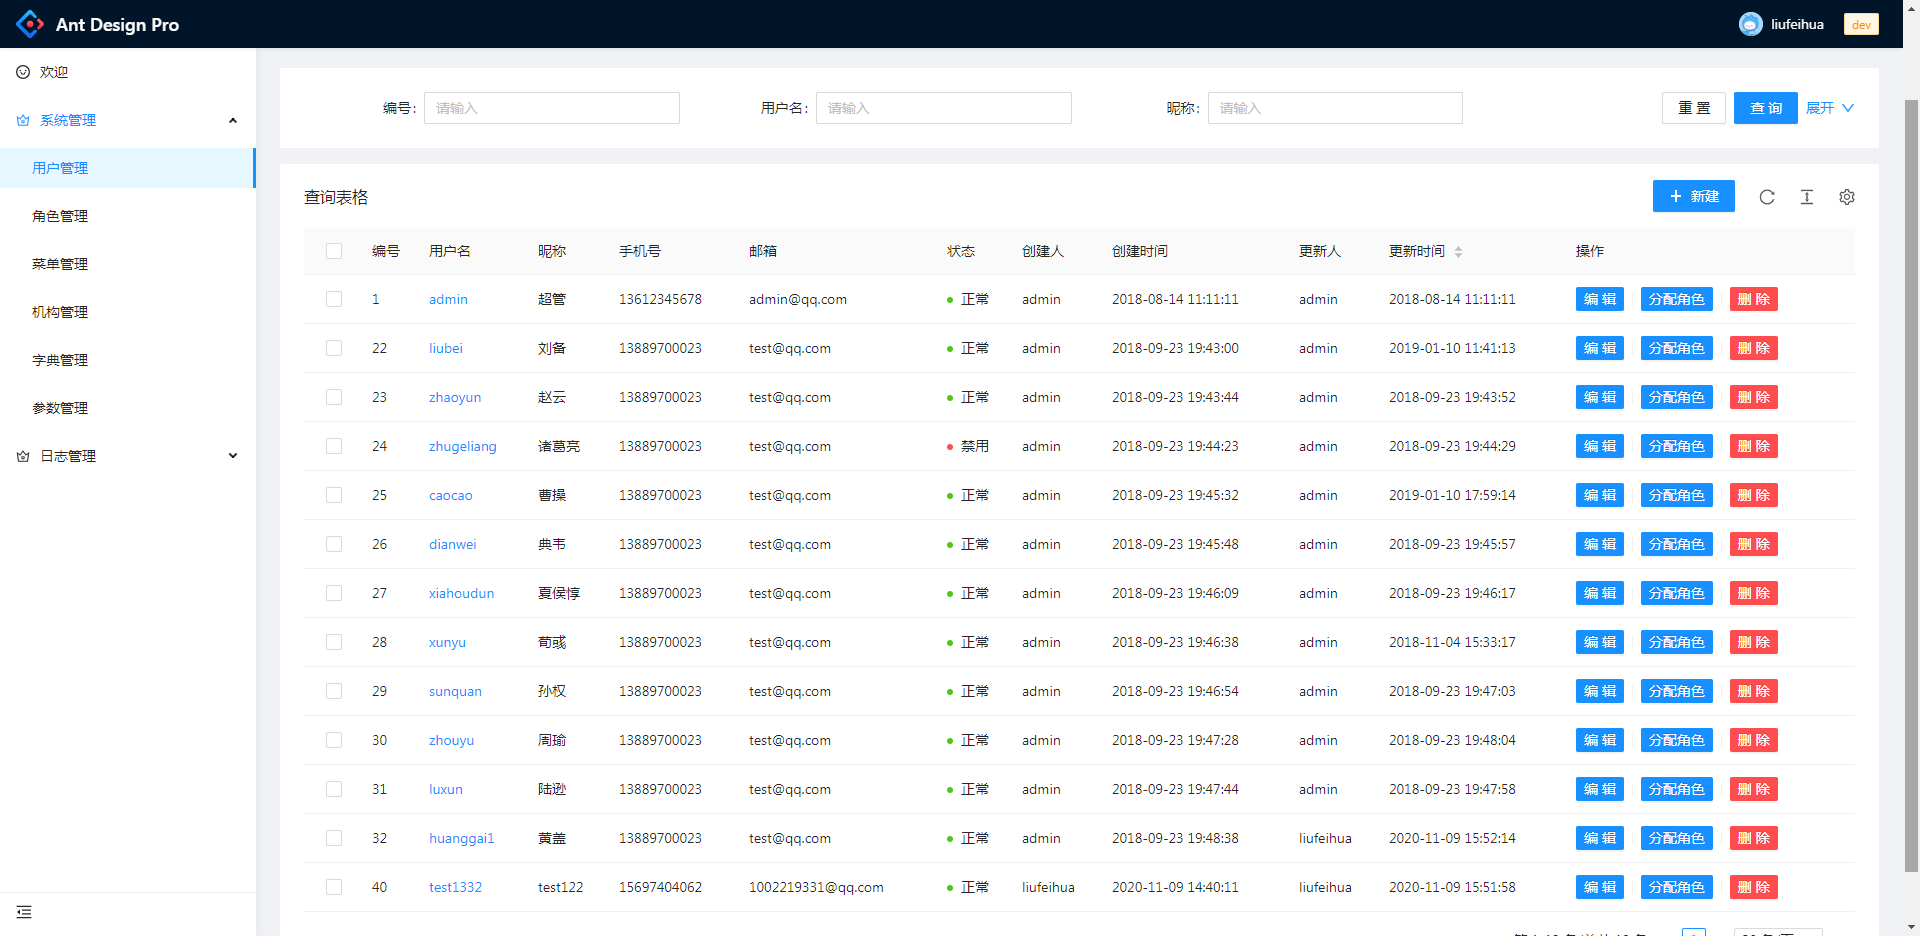 Ant Design Pro
liufeihua dev
欢迎
系统管理
用户管理
角色管理
菜单管理
机构管理
字典管理
参数管理
日志管理
编号: 请输入 用户名: 请输入 昵称: 请输入 重 置 查 询 展开
查询表格 + 新建
编号 用户名 昵称 手机号 邮箱 状态 创建人 创建时间 更新人 更新时间 操作
1 admin 超管 13612345678 admin@qq.com 正常 admin 2018-08-14 11:11:11 admin 2018-08-14 11:11:11 编 辑 分配角色 删 除
22 liubei 刘备 13889700023 test@qq.com 正常 admin 2018-09-23 19:43:00 admin 2019-01-10 11:41:13 编 辑 分配角色 删 除
23 zhaoyun 赵云 13889700023 test@qq.com 正常 admin 2018-09-23 19:43:44 admin 2018-09-23 19:43:52 编 辑 分配角色 删 除
24 zhugeliang 诸葛亮 13889700023 test@qq.com 禁用 admin 2018-09-23 19:44:23 admin 2018-09-23 19:44:29 编 辑 分配角色 删 除
25 caocao 曹操 13889700023 test@qq.com 正常 admin 2018-09-23 19:45:32 admin 2019-01-10 17:59:14 编 辑 分配角色 删 除
26 dianwei 典韦 13889700023 test@qq.com 正常 admin 2018-09-23 19:45:48 admin 2018-09-23 19:45:57 编 辑 分配角色 删 除
27 xiahoudun 夏侯惇 13889700023 test@qq.com 正常 admin 2018-09-23 19:46:09 admin 2018-09-23 19:46:17 编 辑 分配角色 删 除
28 xunyu 荀彧 13889700023 test@qq.com 正常 admin 2018-09-23 19:46:38 admin 2018-11-04 15:33:17 编 辑 分配角色 删 除
29 sunquan 孙权 13889700023 test@qq.com 正常 admin 2018-09-23 19:46:54 admin 2018-09-23 19:47:03 编 辑 分配角色 删 除
30 zhouyu 周瑜 13889700023 test@qq.com 正常 admin 2018-09-23 19:47:28 admin 2018-09-23 19:48:04 编 辑 分配角色 删 除
31 luxun 陆逊 13889700023 test@qq.com 正常 admin 2018-09-23 19:47:44 admin 2018-09-23 19:47:58 编 辑 分配角色 删 除
32 huanggai1 黄盖 13889700023 test@qq.com 正常 admin 2018-09-23 19:48:38 liufeihua 2020-11-09 15:52:14 编 辑 分配角色 删 除
40 test1332 test122 15697404062 1002219331@qq.com 正常 liufeihua 2020-11-09 14:40:11 liufeihua 2020-11-09 15:51:58 编 辑 分配角色 删 除